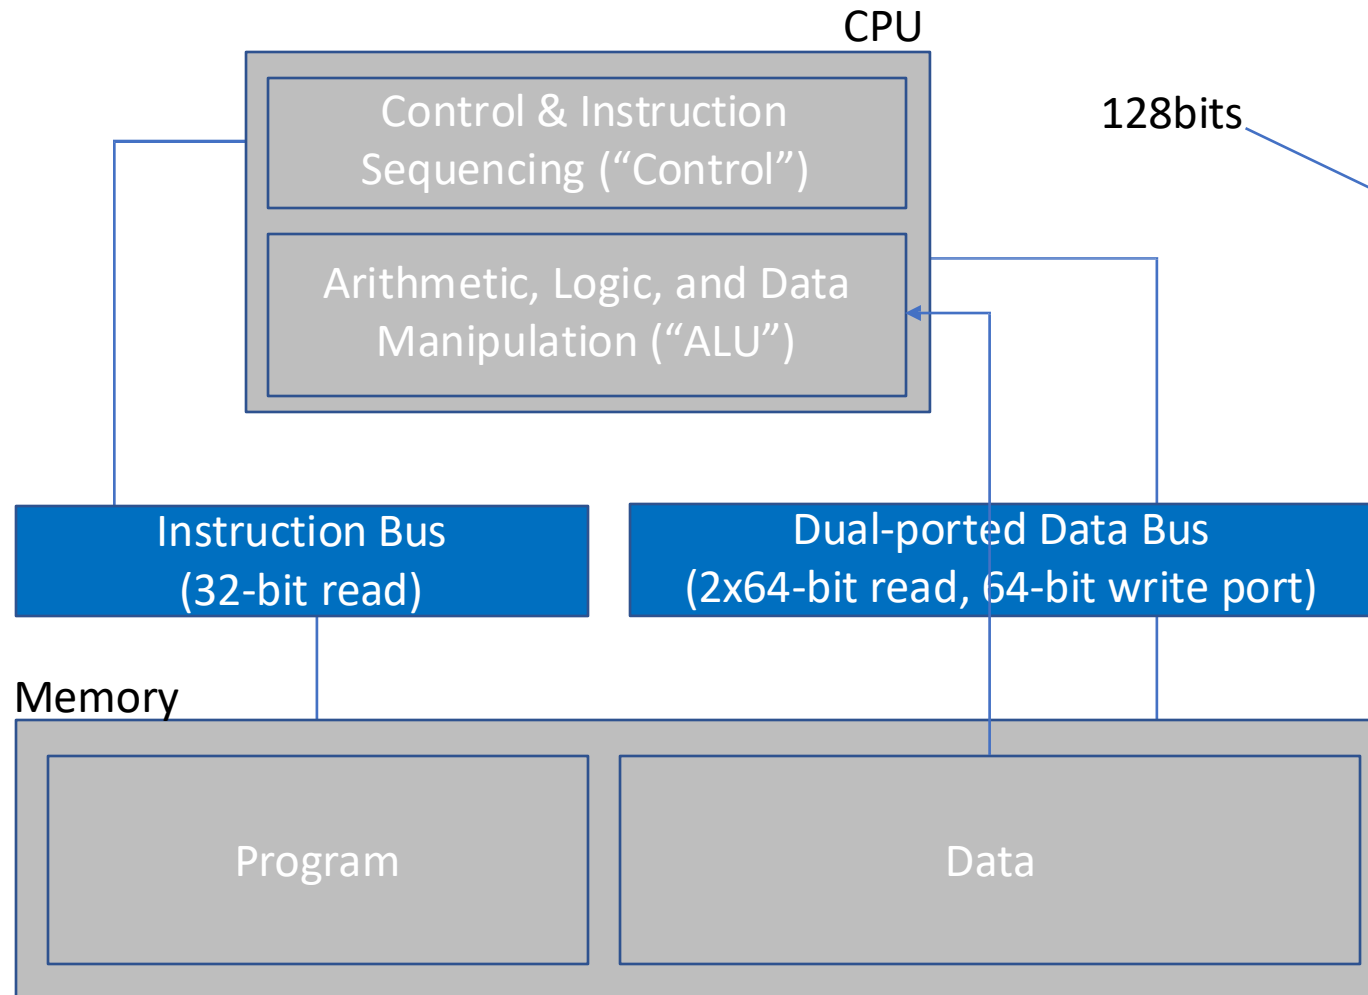 CPU
Control & Instruction
Sequencing (“Control”)
128bits
Arithmetic, Logic, and Data
Manipulation (“ALU”)
Instruction Bus
(32-bit read)
Dual-ported Data Bus
(2x64-bit read, 64-bit write port)
Memory
Program
Data